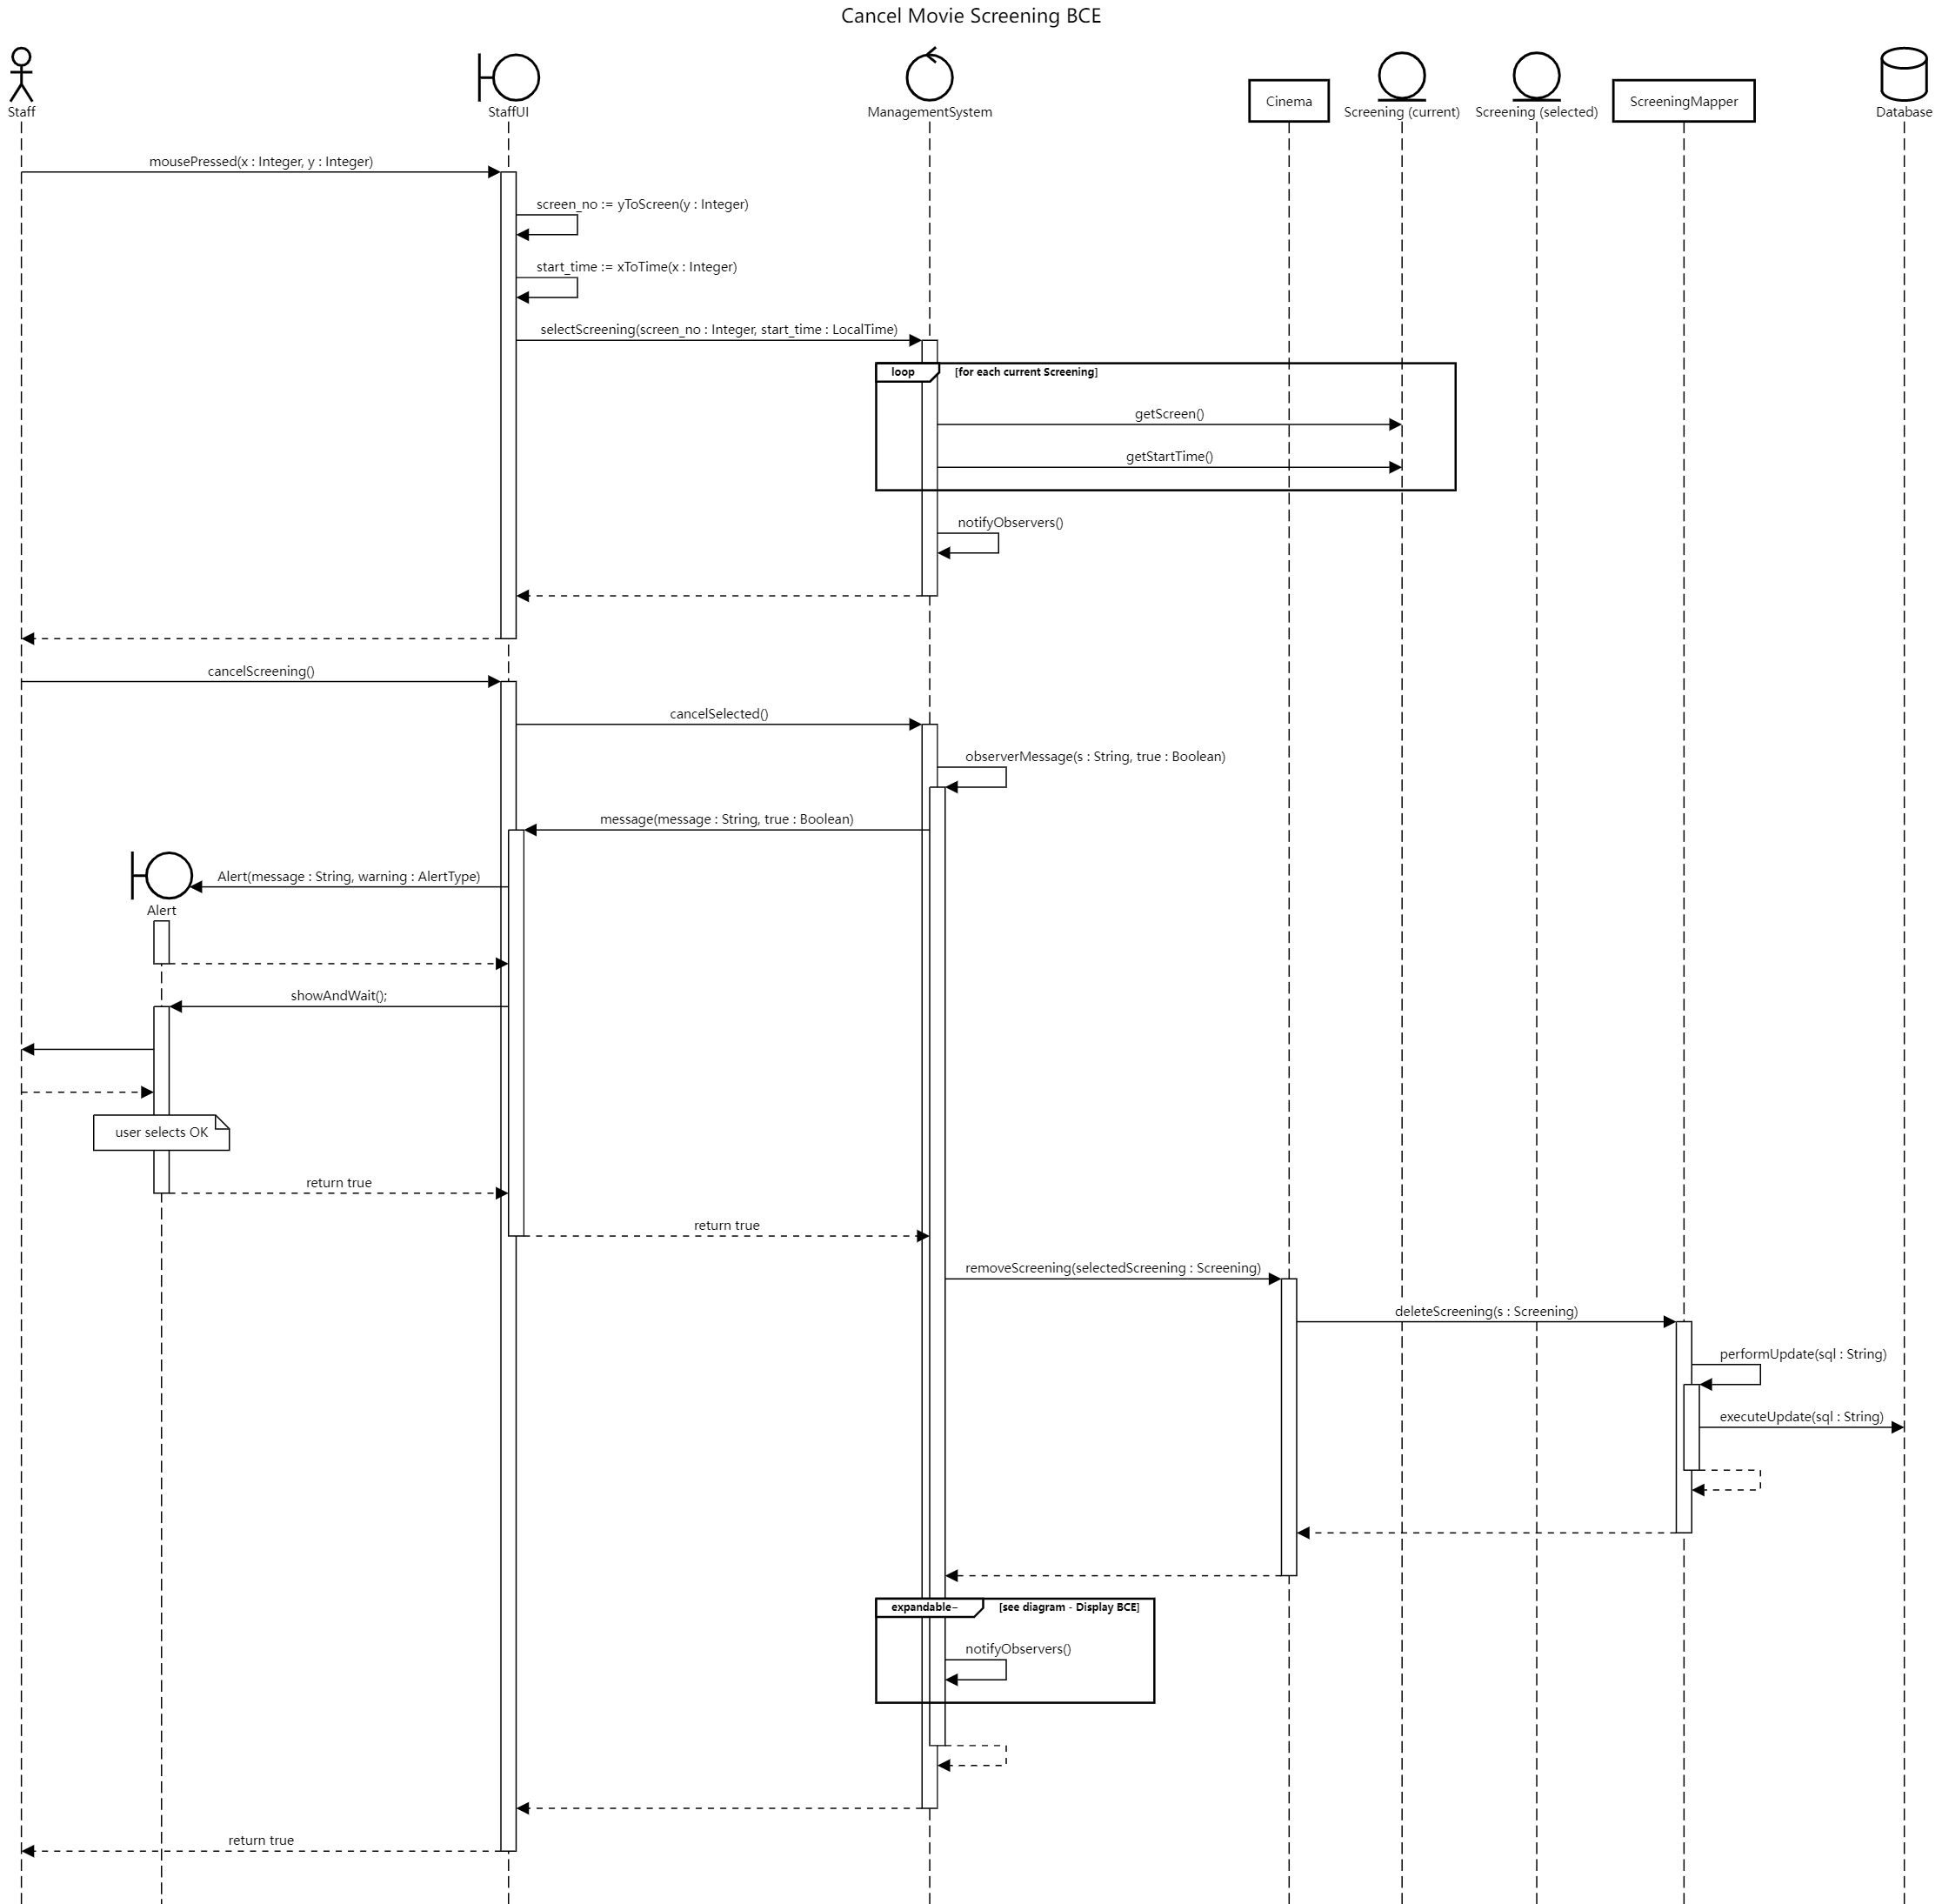 Cancel Movie Screening BCE
Staff
StaffUI
ManagementSystem
Cinema
Screening (current)
Screening (selected)
ScreeningMapper
Database
mousePressed(x : Integer, y : Integer)
screen_no := yToScreen(y : Integer)
start_time := xToTime(x : Integer)
selectScreening(screen_no : Integer, start_time : LocalTime)
loop
[for each current Screening]
getScreen()
getStartTime()
notifyObservers()
cancelScreening()
cancelSelected()
observerMessage(s : String, true : Boolean)
message(message : String, true : Boolean)
Alert(message : String, warning : AlertType)
Alert
showAndWait();
user selects OK
return true
return true
removeScreening(selectedScreening : Screening)
deleteScreening(s : Screening)
performUpdate(sql : String)
executeUpdate(sql : String)
expandable−
[see diagram - Display BCE]
notifyObservers()
return true